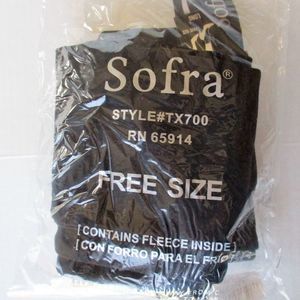 Sofra®
STYLE#TX700
RN 65914
FREE SIZE
[ CONTAINS FLEECE INSIDE ]
[ CON FORRO PARA EL FRIO ]